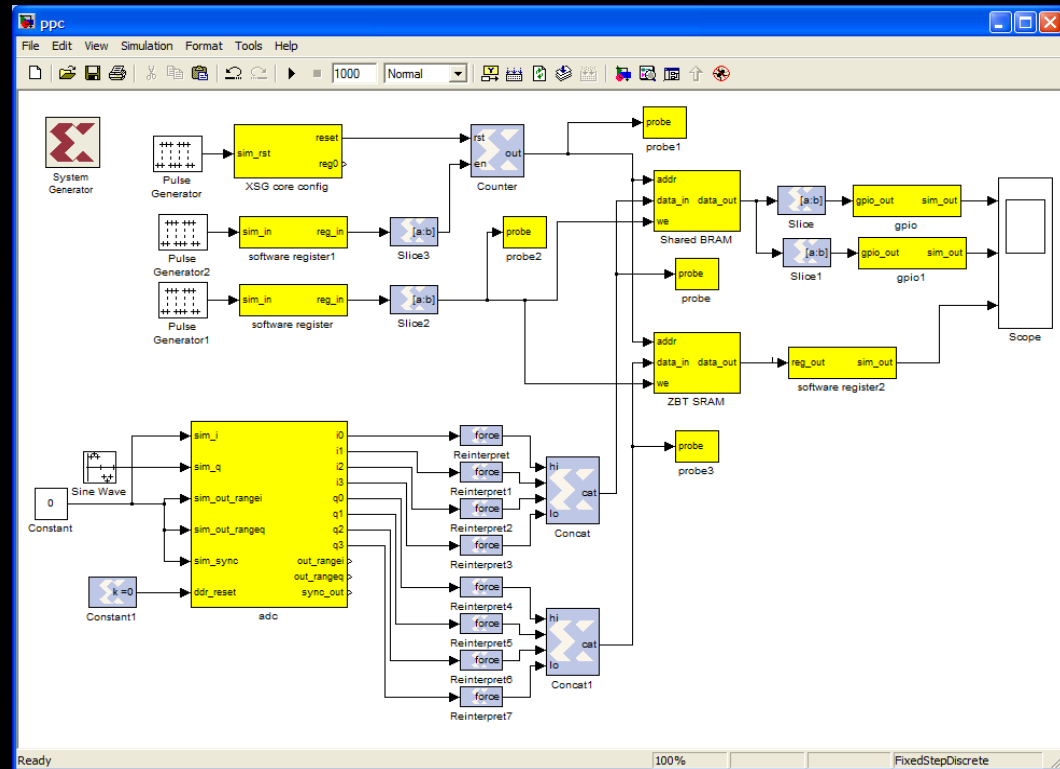 ppc
File Edit View Simulation Format Tools Help
1000 Normal
System
Generator
Pulse
Generator
sim_rst
reset
reg0
XSG core config
rst
en
out
Counter
probe
probe1
Pulse
Generator2
sim_in
reg_in
software register1
[a:b]
Slice3
probe
probe2
Pulse
Generator1
sim_in
reg_in
software register
[a:b]
Slice2
addr
data_in
data_out
we
Shared BRAM
[a:b]
Slice
gpio_out
sim_out
gpio
[a:b]
Slice1
gpio_out
sim_out
gpio1
Scope
probe
probe
addr
data_in
data_out
we
ZBT SRAM
reg_out
sim_out
software register2
probe
probe3
Sine Wave
0
Constant
k =0
Constant1
sim_i
sim_q
sim_out_rangei
sim_out_rangeq
sim_sync
ddr_reset
i0
i1
i2
i3
q0
q1
q2
q3
out_rangei
out_rangeq
sync_out
adc
force
Reinterpret
force
Reinterpret1
force
Reinterpret2
force
Reinterpret3
hi
lo
cat
Concat
force
Reinterpret4
force
Reinterpret5
force
Reinterpret6
force
Reinterpret7
hi
lo
cat
Concat1
Ready
100%
FixedStepDiscrete